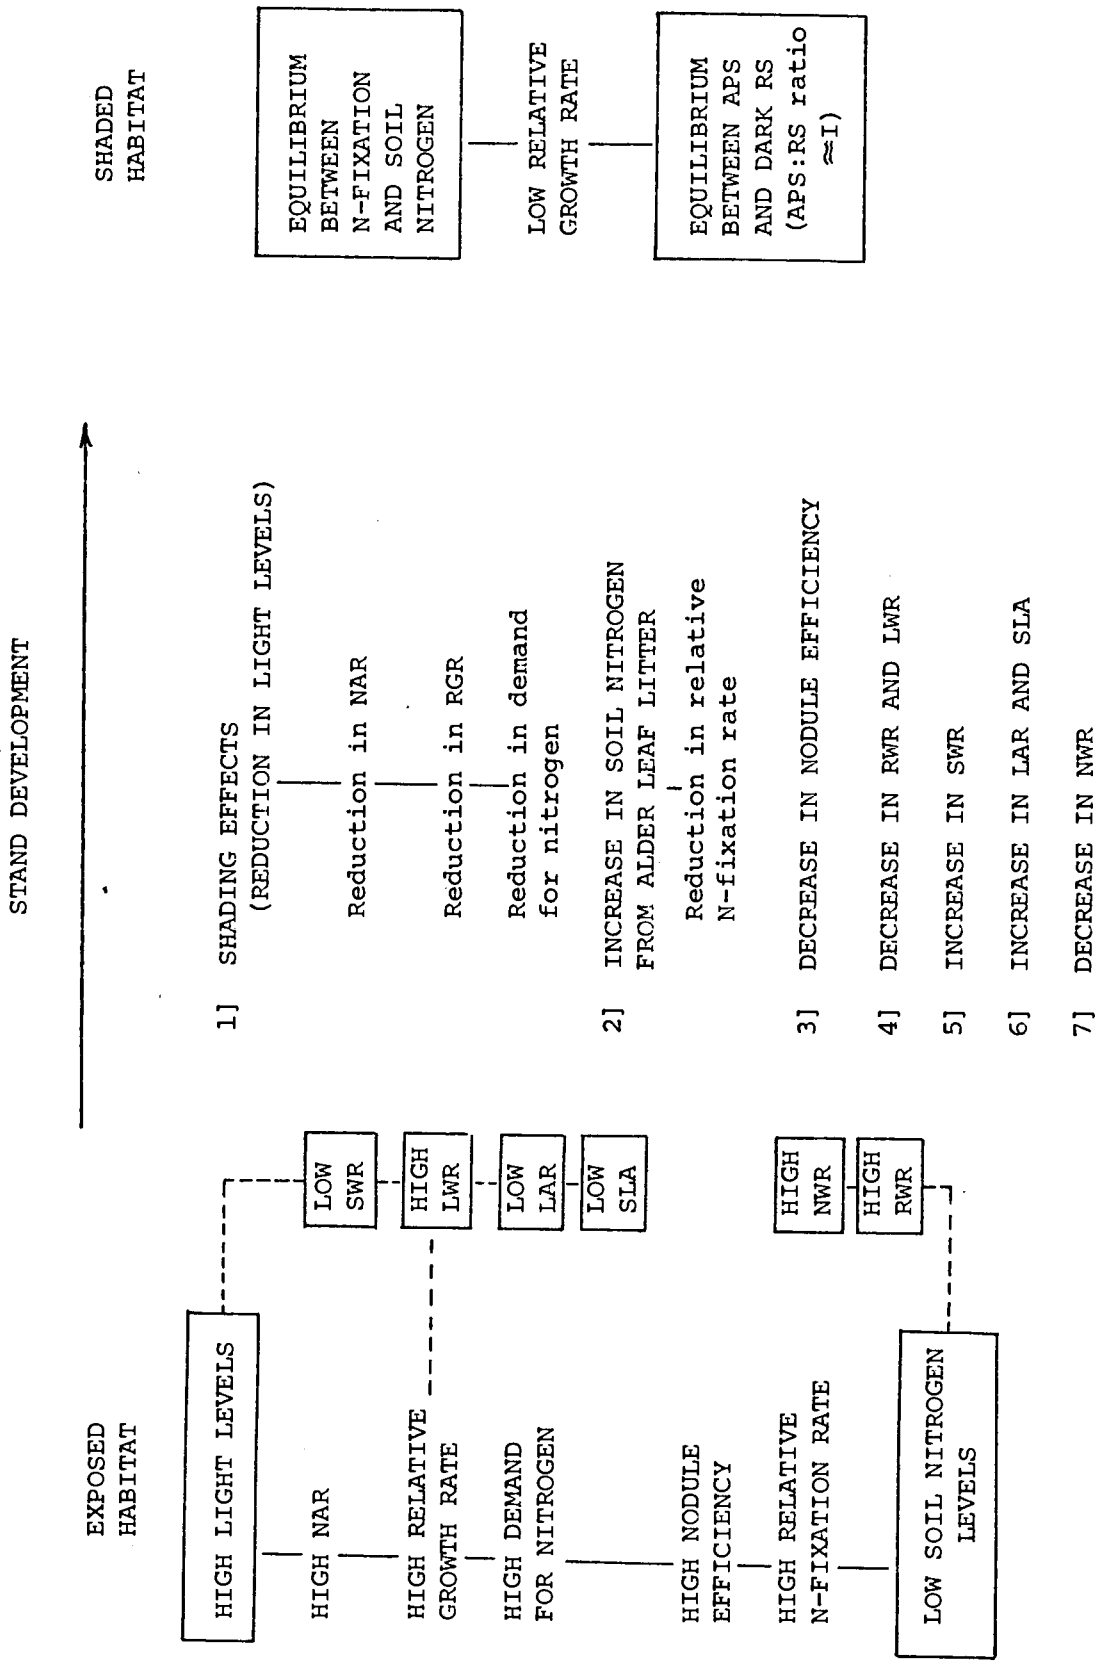 STAND DEVELOPMENT
EXPOSED
HABITAT
HIGH LIGHT LEVELS
HIGH NAR
HIGH RELATIVE
GROWTH RATE
HIGH DEMAND
FOR NITROGEN
HIGH NODULE
EFFICIENCY
HIGH RELATIVE
N-FIXATION RATE
LOW SOIL NITROGEN
LEVELS
LOW
SWR
HIGH
LWR
LOW
LAR
LOW
SLA
HIGH
NWR
HIGH
RWR
1] SHADING EFFECTS
(REDUCTION IN LIGHT LEVELS)
Reduction in NAR
Reduction in RGR
Reduction in demand
for nitrogen
2] INCREASE IN SOIL NITROGEN
FROM ALDER LEAF LITTER
Reduction in relative
N-fixation rate
3] DECREASE IN NODULE EFFICIENCY
4] DECREASE IN RWR AND LWR
5] INCREASE IN SWR
6] INCREASE IN LAR AND SLA
7] DECREASE IN NWR
SHADED
HABITAT
EQUILIBRIUM
BETWEEN
N-FIXATION
AND SOIL
NITROGEN
LOW RELATIVE
GROWTH RATE
EQUILIBRIUM
BETWEEN APS
AND DARK RS
(APS:RS ratio
≈I)